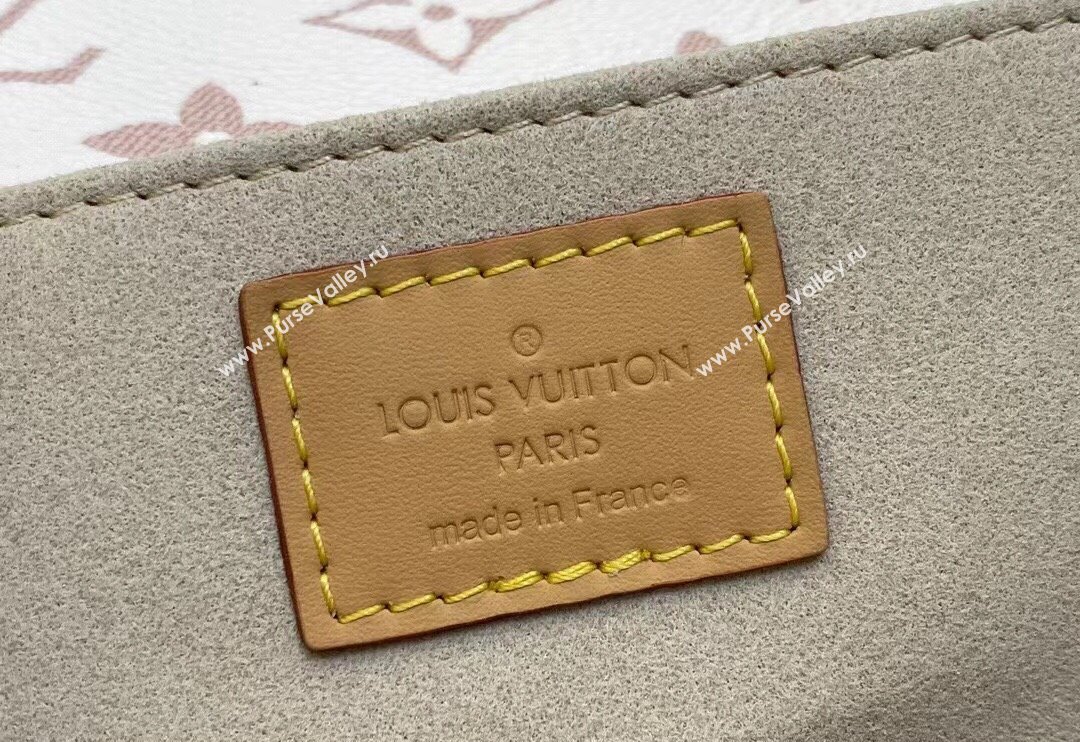 ®
LOUIS VUITTON
PARIS
made in France
www.PurseValley.ru
www.PurseValley.ru